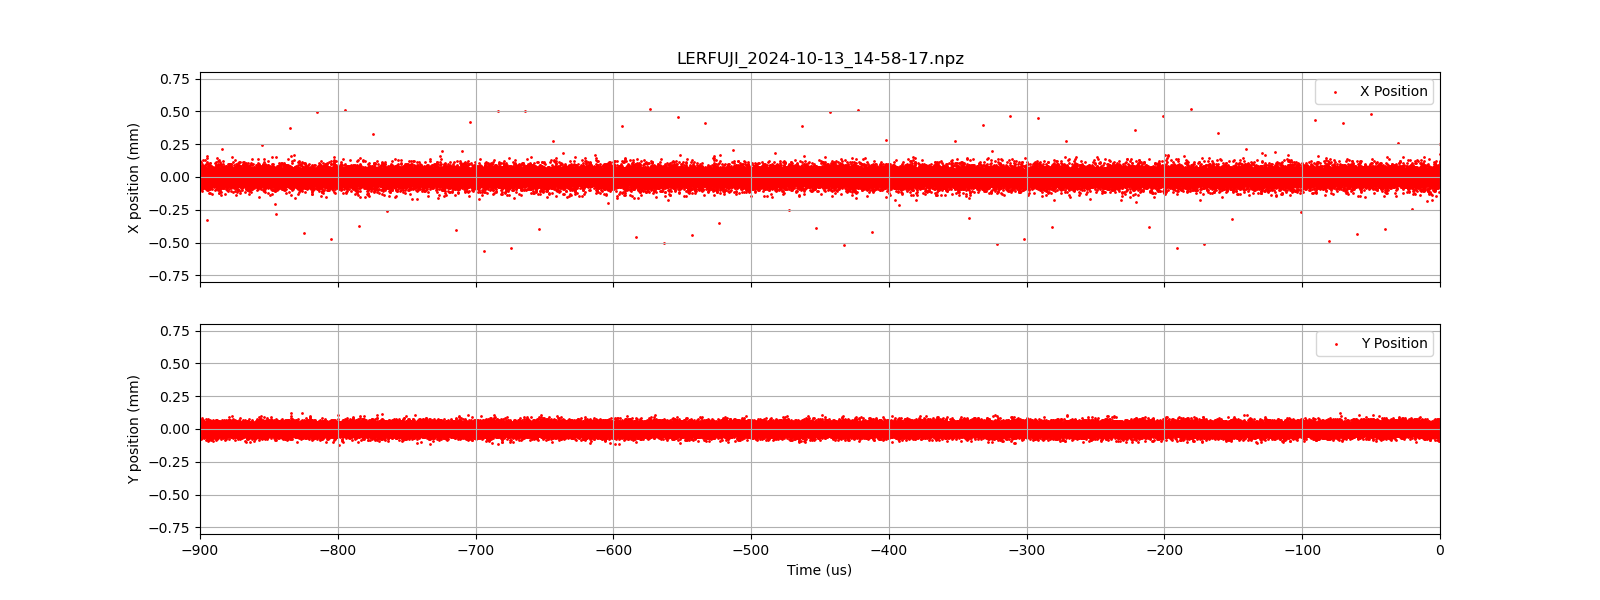 LERFUJI_2024-10-13_14-58-17.npz
X position (mm)
0.75
0.50
0.25
0.00
−0.25
−0.50
−0.75
X Position
Y position (mm)
0.75
0.50
0.25
0.00
−0.25
−0.50
−0.75
Y Position
−900 −800 −700 −600 −500 −400 −300 −200 −100 0
Time (us)